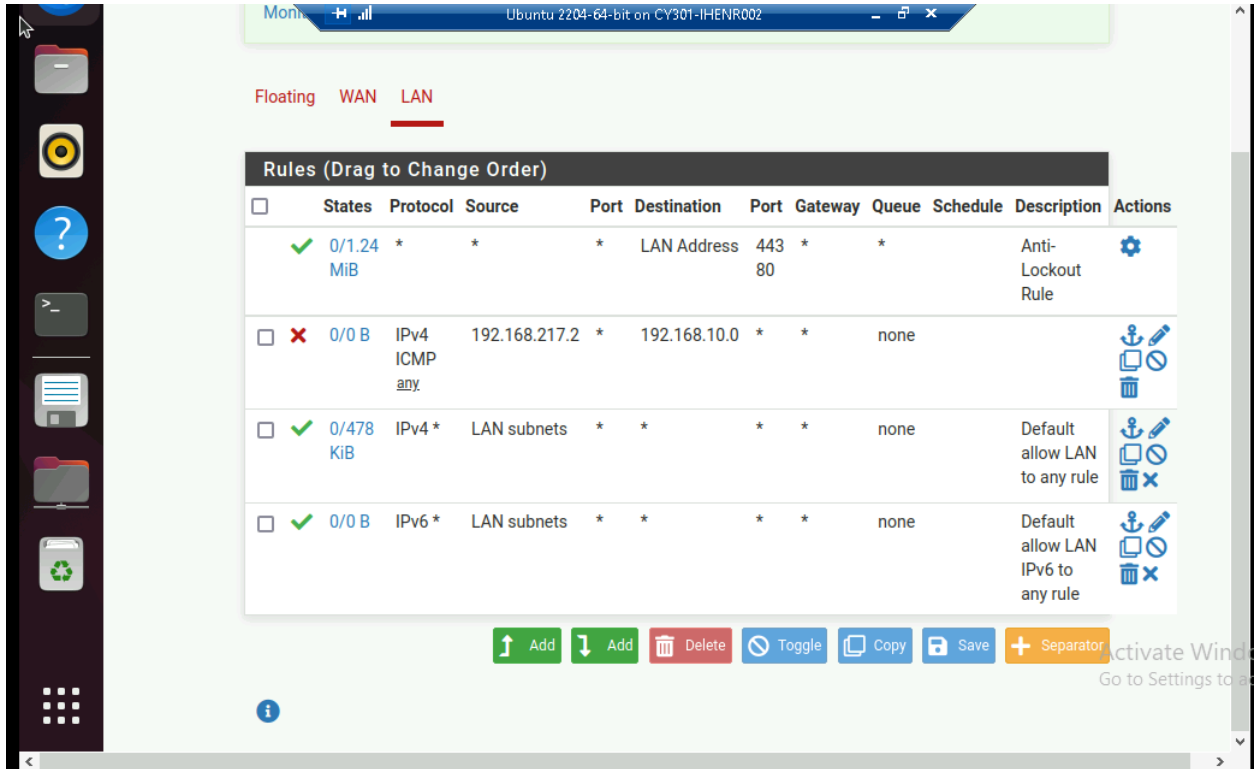 Ubuntu 2204-64-bit on CY301-IHENR002
Floating WAN LAN
Rules (Drag to Change Order)
States Protocol Source Port Destination Port Gateway Queue Schedule Description Actions
0/1.24 * * * LAN Address 443 * * Anti-
MiB 80 Lockout
Rule
0/0 B IPv4 192.168.217.2 * 192.168.10.0 * * none
ICMP
any
0/478 IPv4 * LAN subnets * * * * none Default
KiB allow LAN
to any rule
0/0 B IPv6 * LAN subnets * * * * none Default
allow LAN
IPv6 to
any rule
Add Add Delete Toggle Copy Save Separator
Activate
Go to Settings to